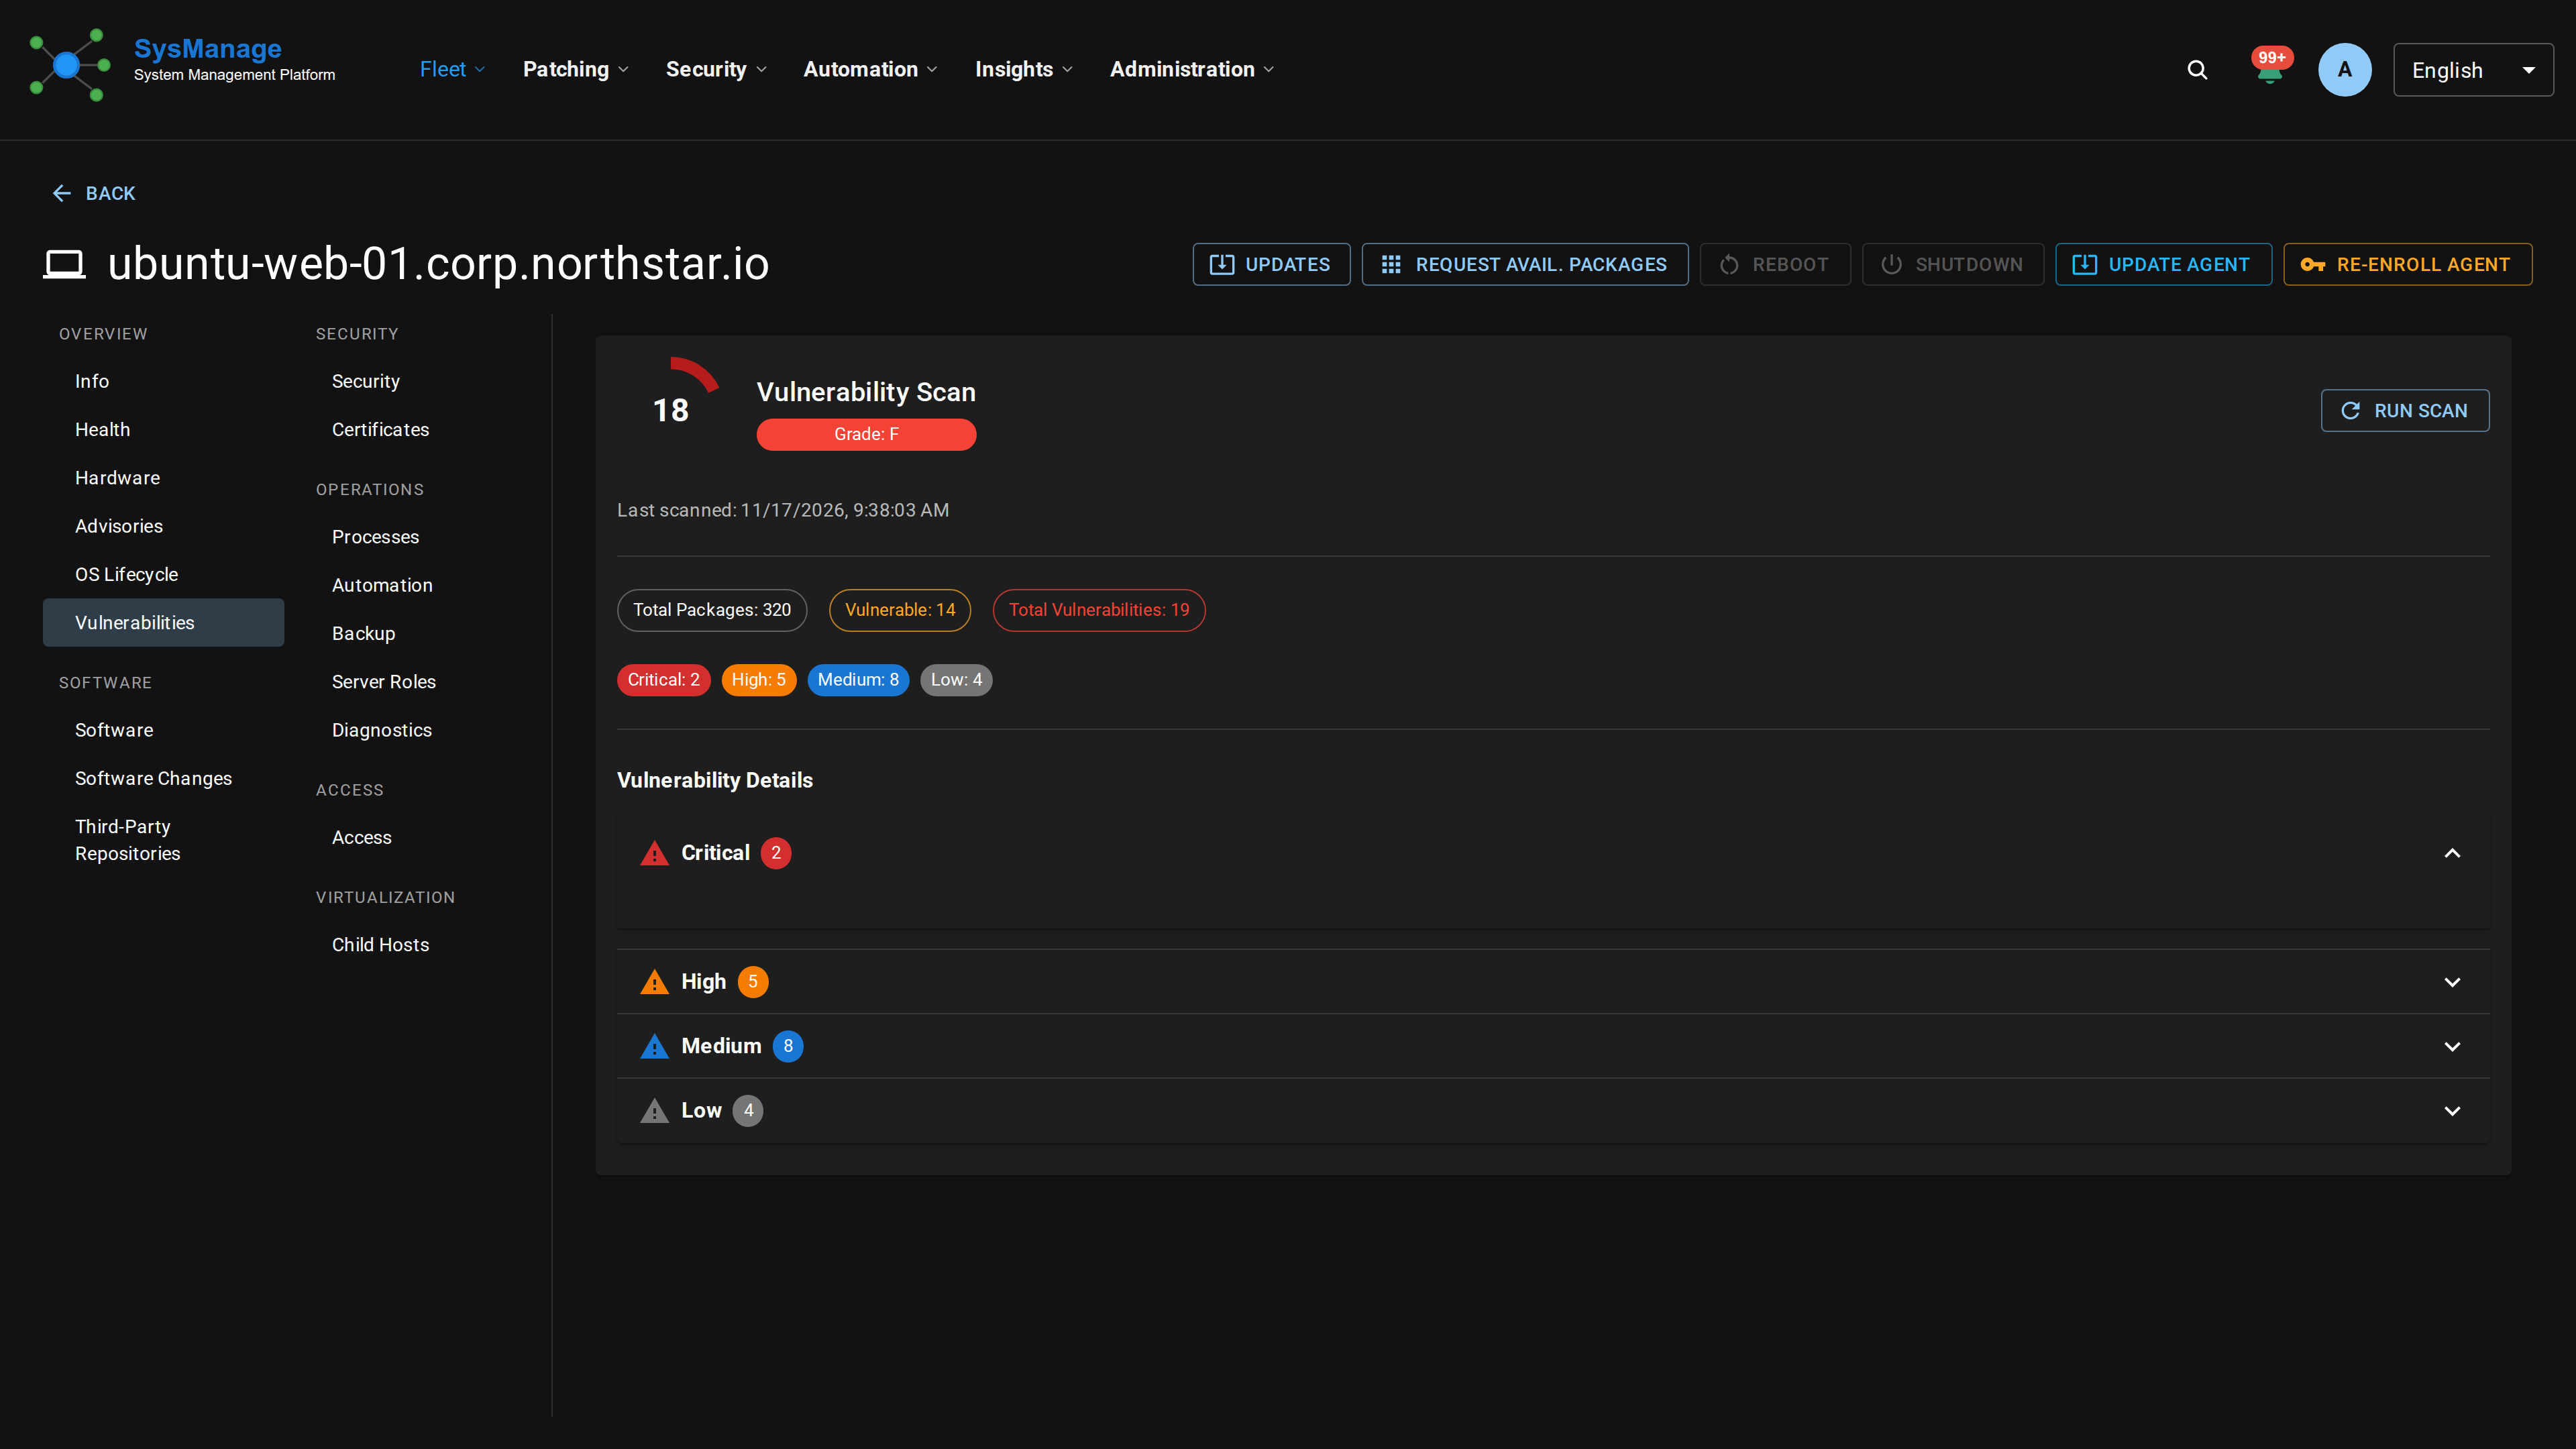 SysManage
System Management Platform
Fleet
Patching
Security
Automation
Insights
Administration
99+
A
English
BACK
ubuntu-web-01.corp.northstar.io
UPDATES
REQUEST AVAIL. PACKAGES
REBOOT
SHUTDOWN
UPDATE AGENT
RE-ENROLL AGENT
OVERVIEW
Info
Health
Hardware
Advisories
OS Lifecycle
Vulnerabilities
SOFTWARE
Software
Software Changes
Third-Party
Repositories
SECURITY
Security
Certificates
OPERATIONS
Processes
Automation
Backup
Server Roles
Diagnostics
ACCESS
Access
VIRTUALIZATION
Child Hosts
18
Vulnerability Scan
Grade: F
RUN SCAN
Last scanned: 11/17/2026, 9:38:03 AM
Total Packages: 320
Vulnerable: 14
Total Vulnerabilities: 19
Critical: 2
High: 5
Medium: 8
Low: 4
Vulnerability Details
Critical 2
High 5
Medium 8
Low 4